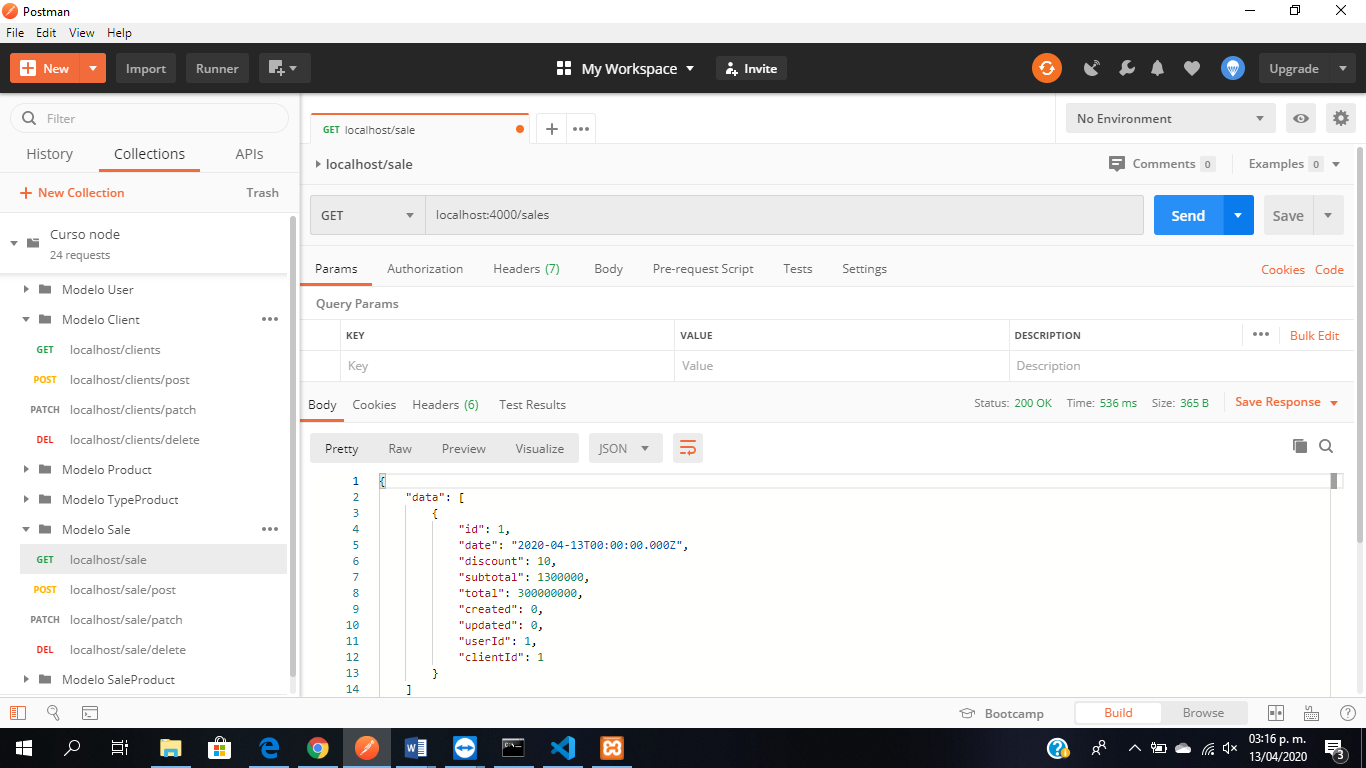 Postman
File Edit View Help
New
Import
Runner
My Workspace
Invite
Upgrade
Filter
History
Collections
APIs
New Collection
Trash
Curso node
24 requests
Modelo User
Modelo Client
GET localhost/clients
POST localhost/clients/post
PATCH localhost/clients/patch
DEL localhost/clients/delete
Modelo Product
Modelo TypeProduct
Modelo Sale
GET localhost/sale
POST localhost/sale/post
PATCH localhost/sale/patch
DEL localhost/sale/delete
Modelo SaleProduct
GET localhost/sale
No Environment
localhost/sale
Comments 0
Examples 0
GET
localhost:4000/sales
Send
Save
Params Authorization Headers (7) Body Pre-request Script Tests Settings
Cookies Code
Query Params
KEY VALUE DESCRIPTION
Bulk Edit
Key Value Description
Body Cookies Headers (6) Test Results
Status: 200 OK Time: 536 ms Size: 365 B
Save Response
Pretty Raw Preview Visualize JSON
1 {
2 "data": [
3 {
4 "id": 1,
5 "date": "2020-04-13T00:00:00.000Z",
6 "discount": 10,
7 "subtotal": 1300000,
8 "total": 300000000,
9 "created": 0,
10 "updated": 0,
11 "userId": 1,
12 "clientId": 1
13 }
14 ]
Bootcamp
Build
Browse
03:16 p. m.
13/04/2020
3